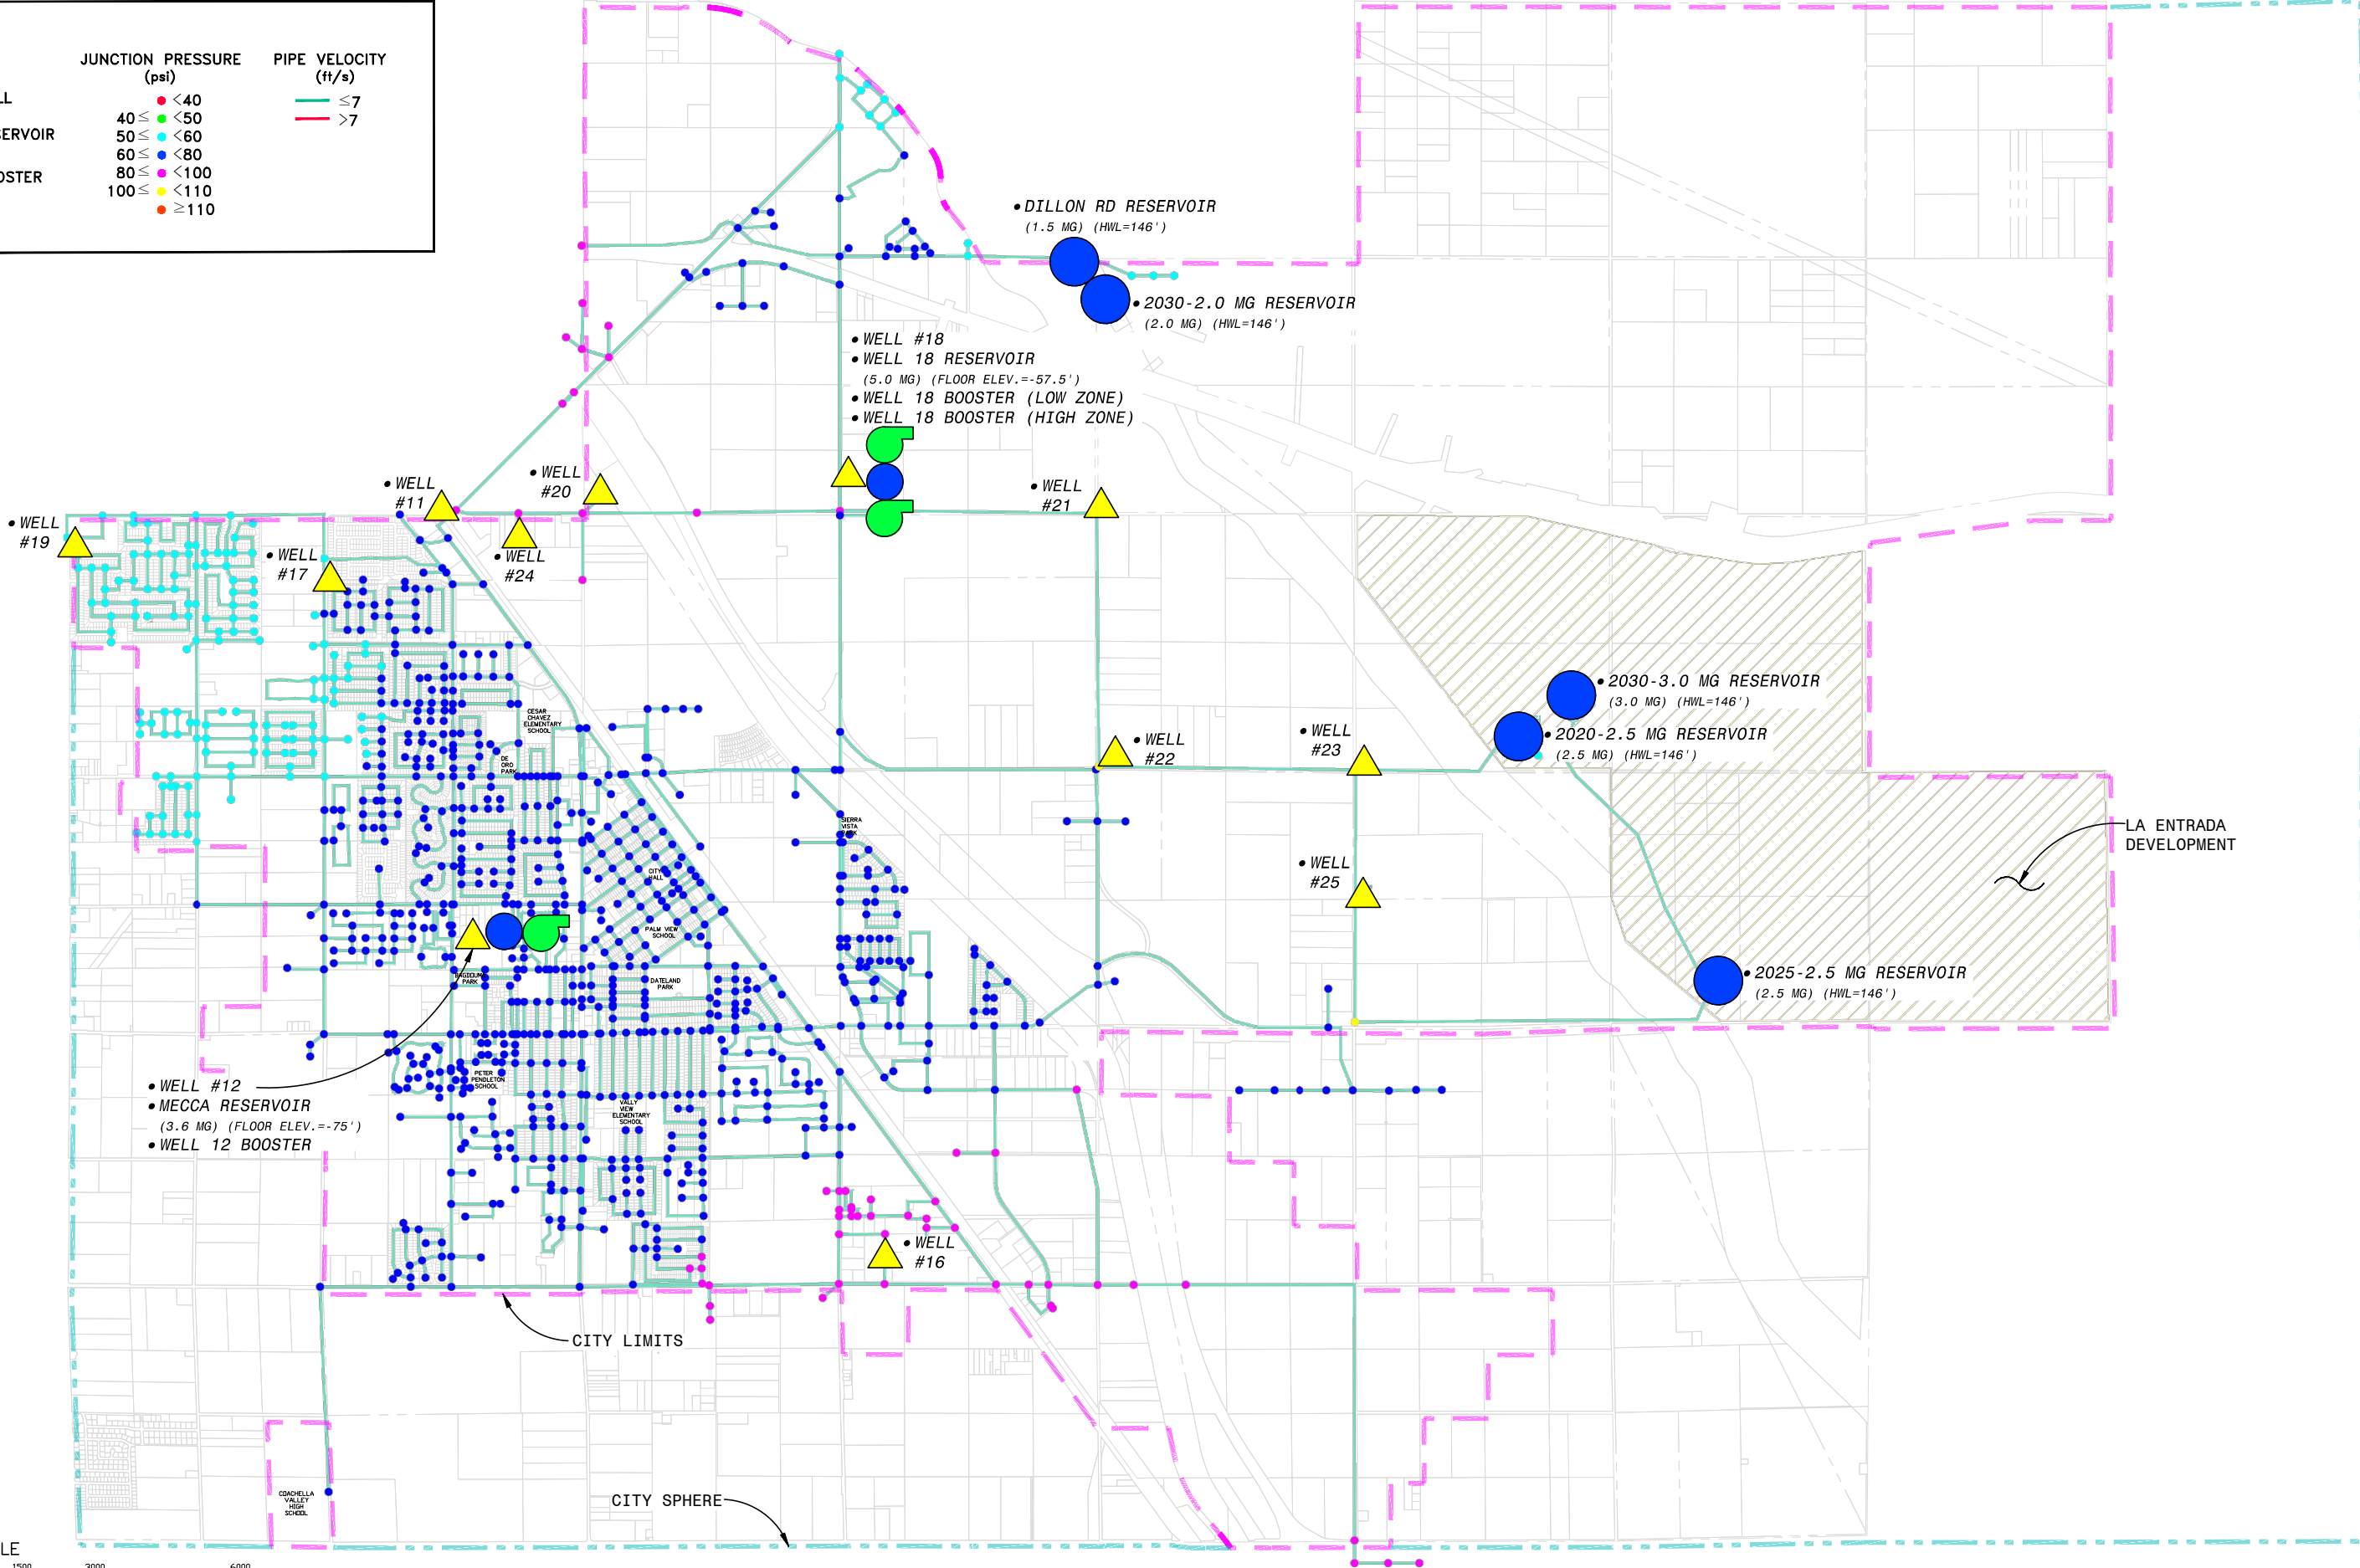 JUNCTION PRESSURE
(psi)
<40
40≤ <50
50≤ <60
60≤ <80
80≤ <100
100≤ <110
≥110
PIPE VELOCITY
(ft/s)
≤7
>7
LL
SERVOIR
OSTER
• DILLON RD RESERVOIR
(1.5 MG) (HWL=146')
• 2030-2.0 MG RESERVOIR
(2.0 MG) (HWL=146')
• WELL #18
• WELL 18 RESERVOIR
(5.0 MG) (FLOOR ELEV.=-57.5')
• WELL 18 BOOSTER (LOW ZONE)
• WELL 18 BOOSTER (HIGH ZONE)
• WELL
#11
• WELL
#20
• WELL
#21
• WELL
#19
• WELL
#17
• WELL
#24
CESAR
CHAVEZ
ELEMENTARY
SCHOOL
DE
ORO
PARK
• 2030-3.0 MG RESERVOIR
(3.0 MG) (HWL=146')
• 2020-2.5 MG RESERVOIR
(2.5 MG) (HWL=146')
• WELL
#22
• WELL
#23
SIERRA
VISTA
PARK
LA ENTRADA
DEVELOPMENT
CITY
HALL
• WELL
#25
PALM VIEW
SCHOOL
BAGDOUMA
PARK
DATELAND
PARK
• 2025-2.5 MG RESERVOIR
(2.5 MG) (HWL=146')
PETER
PENDLETON
SCHOOL
• WELL #12
• MECCA RESERVOIR
(3.6 MG) (FLOOR ELEV.=-75')
• WELL 12 BOOSTER
VALLY
VIEW
ELEMENTARY
SCHOOL
• WELL
#16
CITY LIMITS
COACHELLA
VALLEY
HIGH
SCHOOL
CITY SPHERE
LE
1500 3000 6000